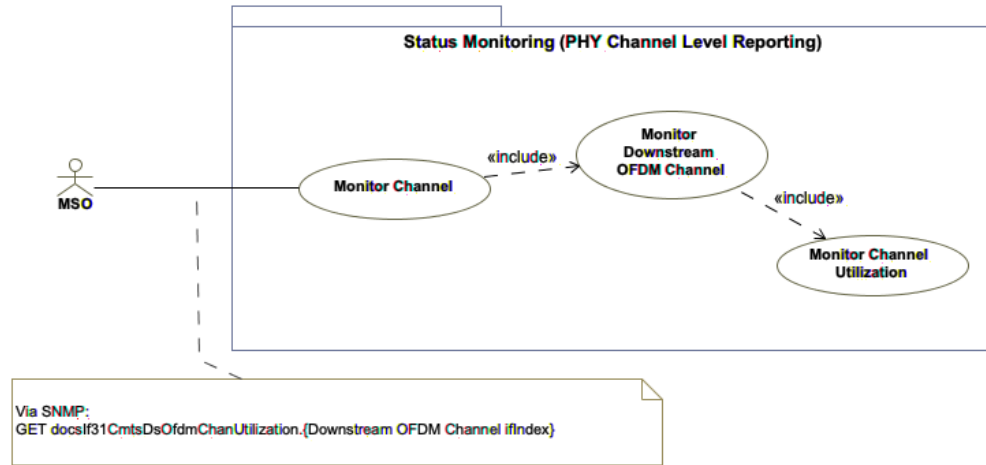 Status Monitoring (PHY Channel Level Reporting)
Monitor
Downstream
OFDM Channel
«include»
Monitor Channel
«include»
MSO
Monitor Channel
Utilization
Via SNMP:
GET docsIf31CmtsDsOfdmChanUtilization.{Downstream OFDM Channel ifIndex}